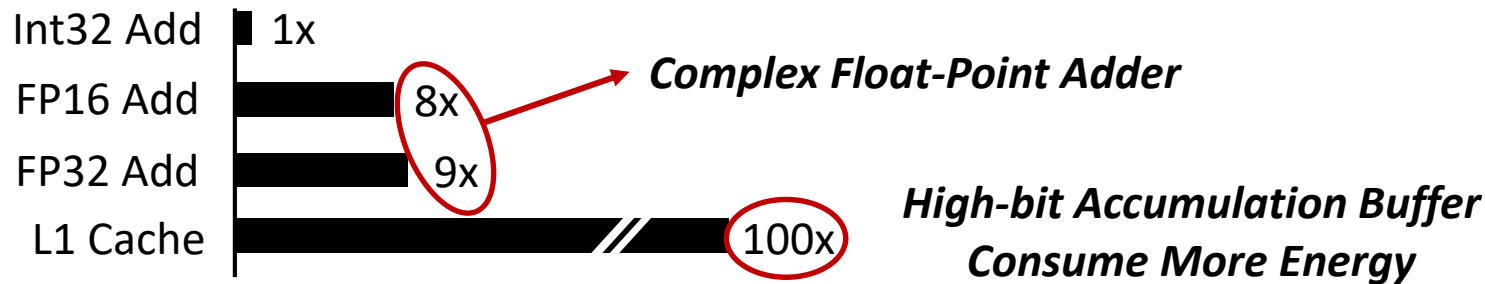 Int32 Add 1x
FP16 Add 8x
Complex Float-Point Adder
FP32 Add 9x
L1 Cache 100x
High-bit Accumulation Buffer
Consume More Energy